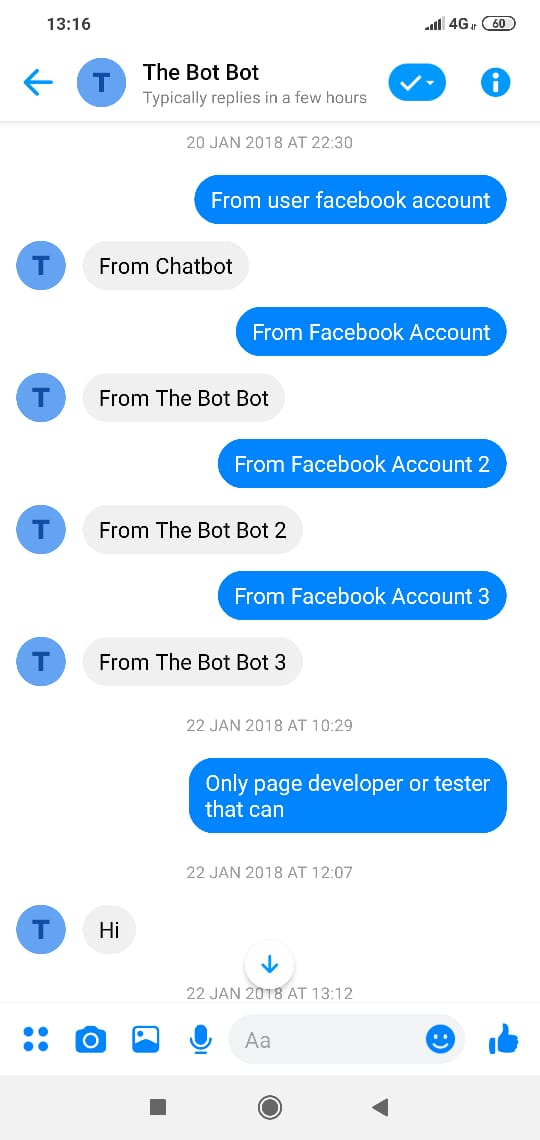 13:16
4G
60
T
The Bot Bot
Typically replies in a few hours
20 JAN 2018 AT 22:30
From user facebook account
T
From Chatbot
From Facebook Account
T
From The Bot Bot
From Facebook Account 2
T
From The Bot Bot 2
From Facebook Account 3
T
From The Bot Bot 3
22 JAN 2018 AT 10:29
Only page developer or tester
that can
22 JAN 2018 AT 12:07
T
Hi
22 JAN 2018 AT 13:12
Aa